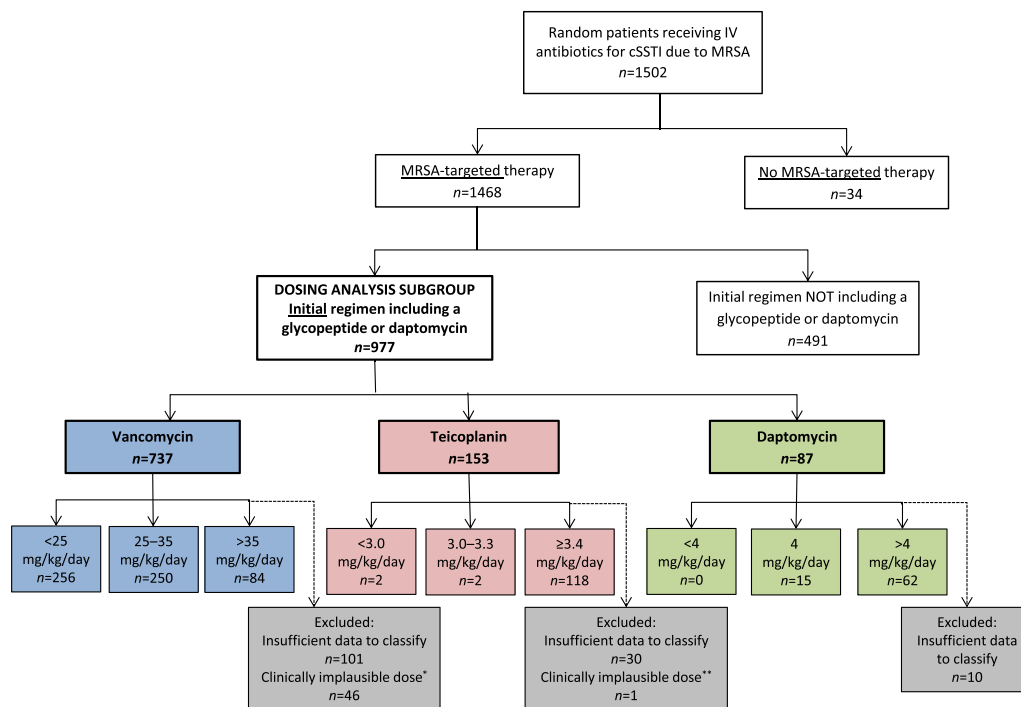 Random patients receiving IV
antibiotics for cSSTI due to MRSA
n=1502
MRSA-targeted therapy
n=1468
No MRSA-targeted therapy
n=34
DOSING ANALYSIS SUBGROUP
Initial regimen including a
glycopeptide or daptomycin
n=977
Initial regimen NOT including a
glycopeptide or daptomycin
n=491
Vancomycin
n=737
Teicoplanin
n=153
Daptomycin
n=87
<25
mg/kg/day
n=256
25–35
mg/kg/day
n=250
>35
mg/kg/day
n=84
<3.0
mg/kg/day
n=2
3.0–3.3
mg/kg/day
n=2
≥3.4
mg/kg/day
n=118
<4
mg/kg/day
n=0
4
mg/kg/day
n=15
>4
mg/kg/day
n=62
Excluded:
Insufficient data to classify
n=101
Clinically implausible dose*
n=46
Excluded:
Insufficient data to classify
n=30
Clinically implausible dose**
n=1
Excluded:
Insufficient data
to classify
n=10